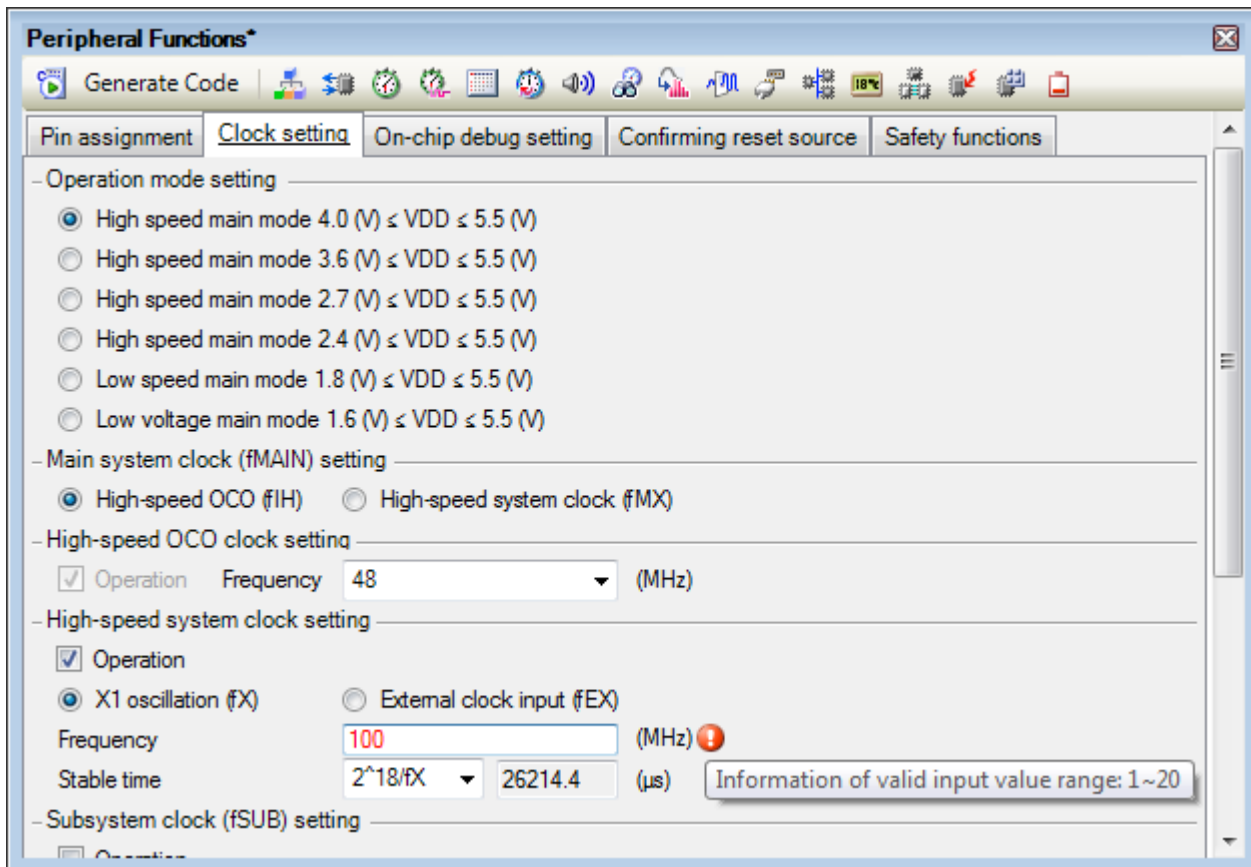 Peripheral Functions*
Generate Code 18℃
Pin assignment Clock setting On-chip debug setting Confirming reset source Safety functions
Operation mode setting
High speed main mode 4.0 (V) ≤ VDD ≤ 5.5 (V)
High speed main mode 3.6 (V) ≤ VDD ≤ 5.5 (V)
High speed main mode 2.7 (V) ≤ VDD ≤ 5.5 (V)
High speed main mode 2.4 (V) ≤ VDD ≤ 5.5 (V)
Low speed main mode 1.8 (V) ≤ VDD ≤ 5.5 (V)
Low voltage main mode 1.6 (V) ≤ VDD ≤ 5.5 (V)
Main system clock (fMAIN) setting
High-speed OCO (fIH) High-speed system clock (fMX)
High-speed OCO clock setting
Operation Frequency 48 (MHz)
High-speed system clock setting
Operation
X1 oscillation (fX) External clock input (fEX)
Frequency 100 (MHz)
Stable time 2^18/fX 26214.4 (µs) Information of valid input value range: 1~20
Subsystem clock (fSUB) setting
Operation